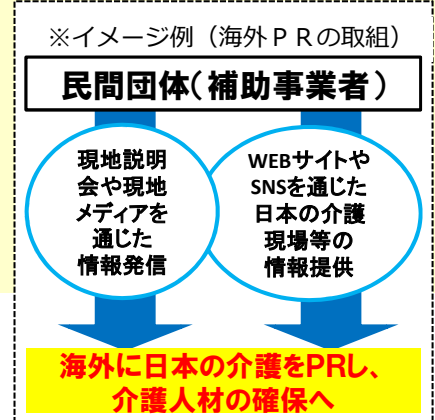 ※イメージ例(海外PRの取組)
民間団体(補助事業者)
現地説明
会や現地
メディアを
通じた
情報発信
WEBサイトや
SNSを通じた
日本の介護
現場等の
情報提供
海外に日本の介護をPRし、
介護人材の確保へ